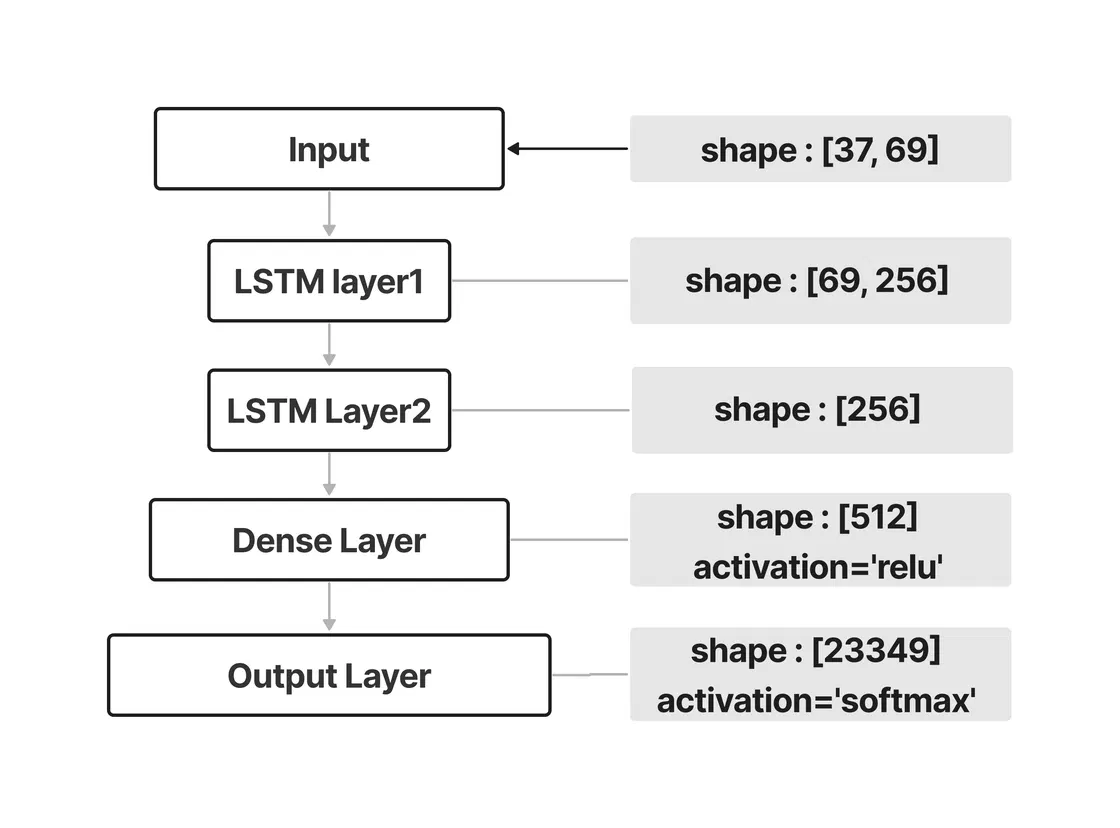 Input
shape : [37, 69]
LSTM layer1
shape : [69, 256]
LSTM Layer2
shape : [256]
Dense Layer
shape : [512]
activation='relu'
Output Layer
shape : [23349]
activation='softmax'